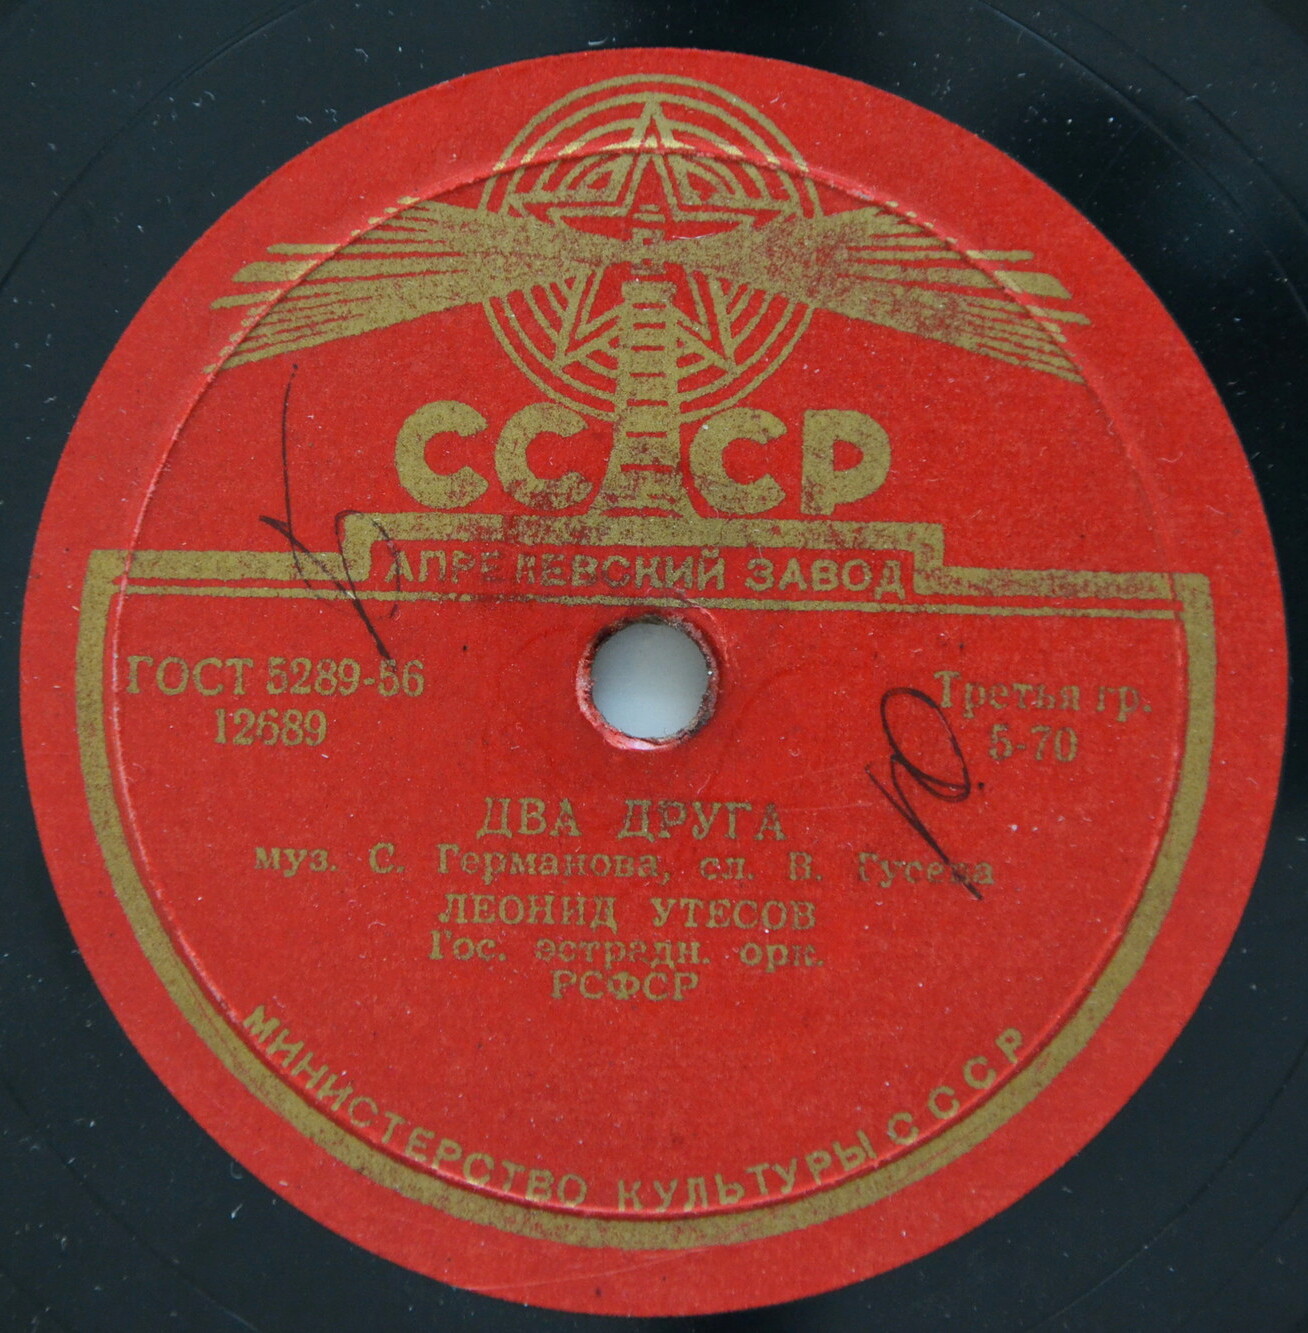 СССР
АПРЕЛЕВСКИЙ ЗАВОД
ГОСТ 5289-56
12689
Третья гр.
5-70
ДВА ДРУГА
муз. С. Германова, сл. В. Гусева
ЛЕОНИД УТЕСОВ
Гос. эстрадн. орк.
РСФСР
МИНИСТЕРСТВО КУЛЬТУРЫ СССР